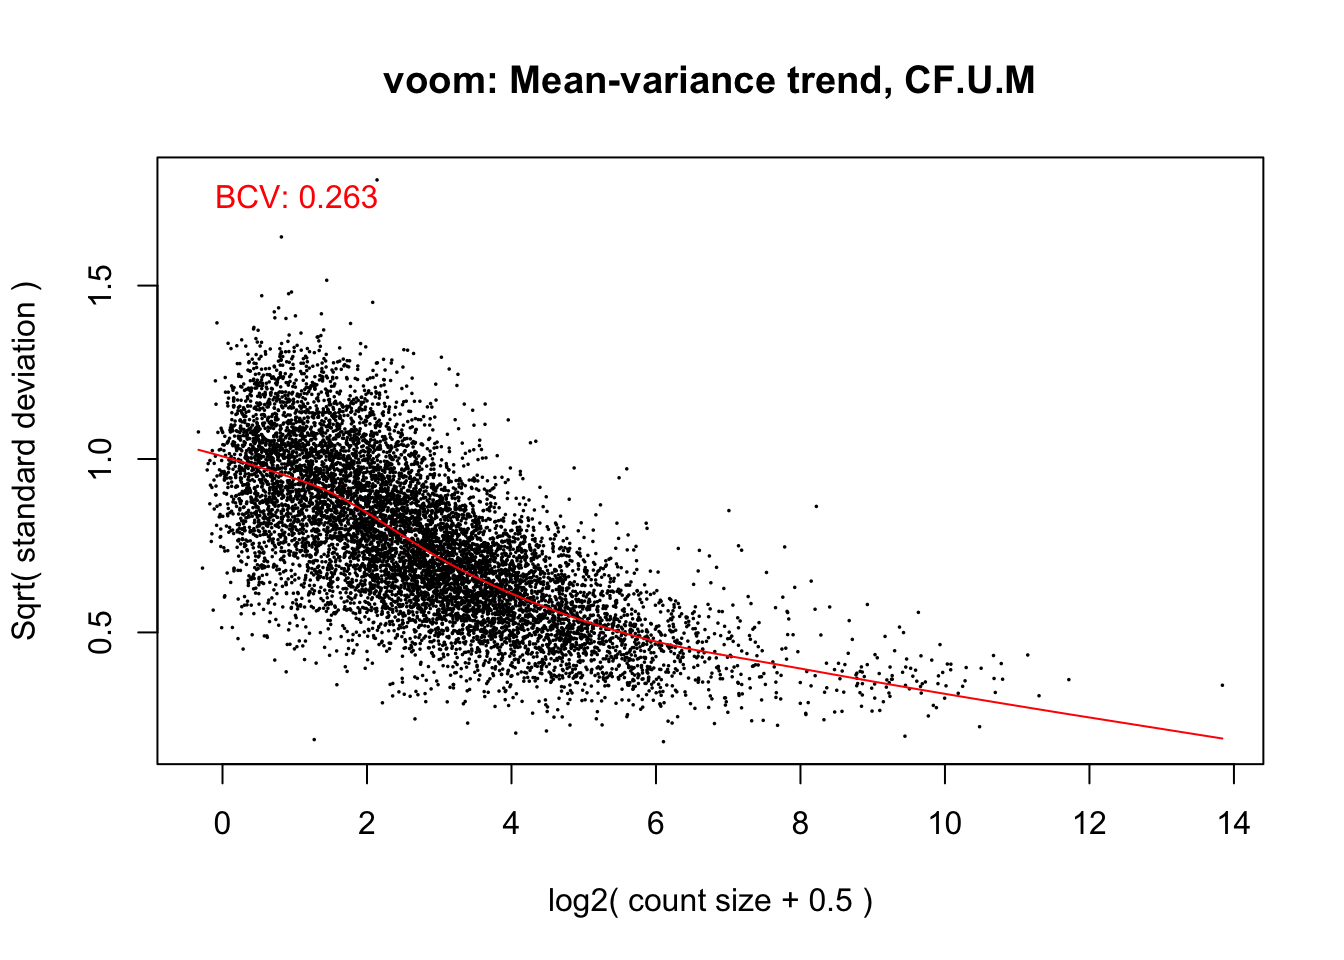 voom: Mean-variance trend, CF.U.M
BCV: 0.263
Sqrt( standard deviation )
1.5
1.0
0.5
0 2 4 6 8 10 12 14
log2( count size + 0.5 )